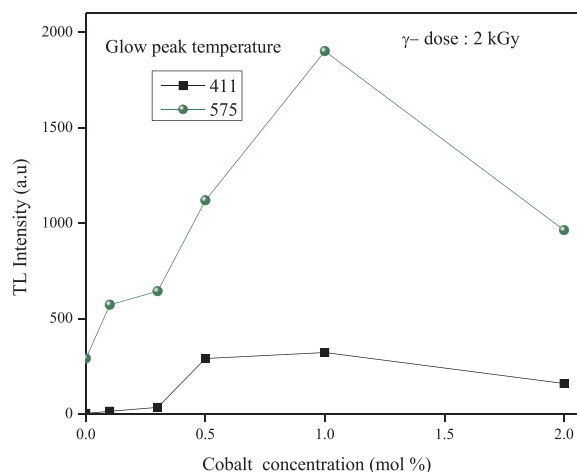 Glow peak temperature
γ– dose : 2 kGy
411
575
2000
1500
1000
500
0
TL Intensity (a.u)
0.0 0.5 1.0 1.5 2.0
Cobalt concentration (mol %)